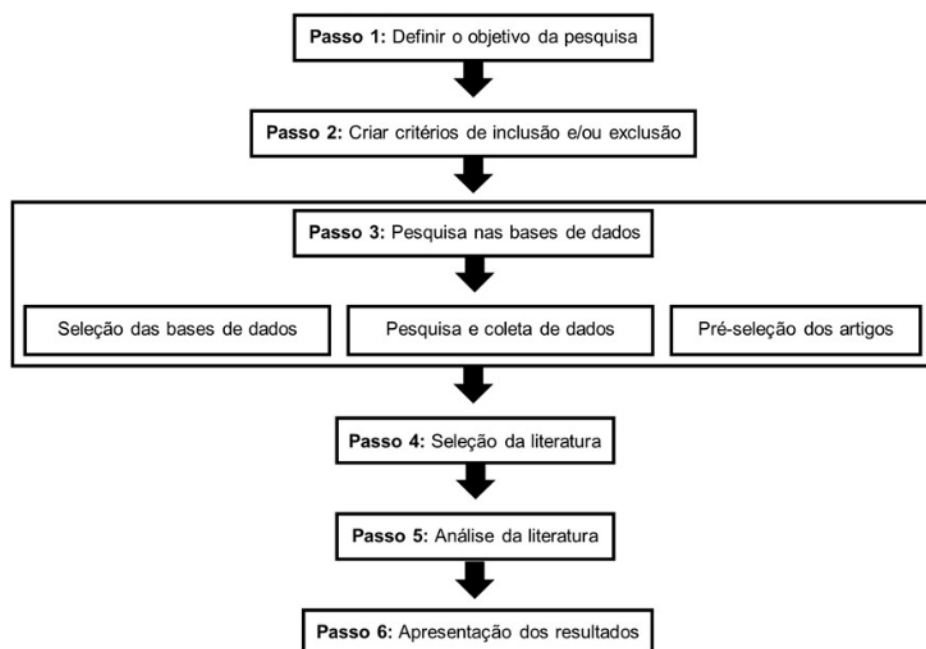 Passo 1: Definir o objetivo da pesquisa
Passo 2: Criar critérios de inclusão e/ou exclusão
Passo 3: Pesquisa nas bases de dados
Seleção das bases de dados
Pesquisa e coleta de dados
Pré-seleção dos artigos
Passo 4: Seleção da literatura
Passo 5: Análise da literatura
Passo 6: Apresentação dos resultados